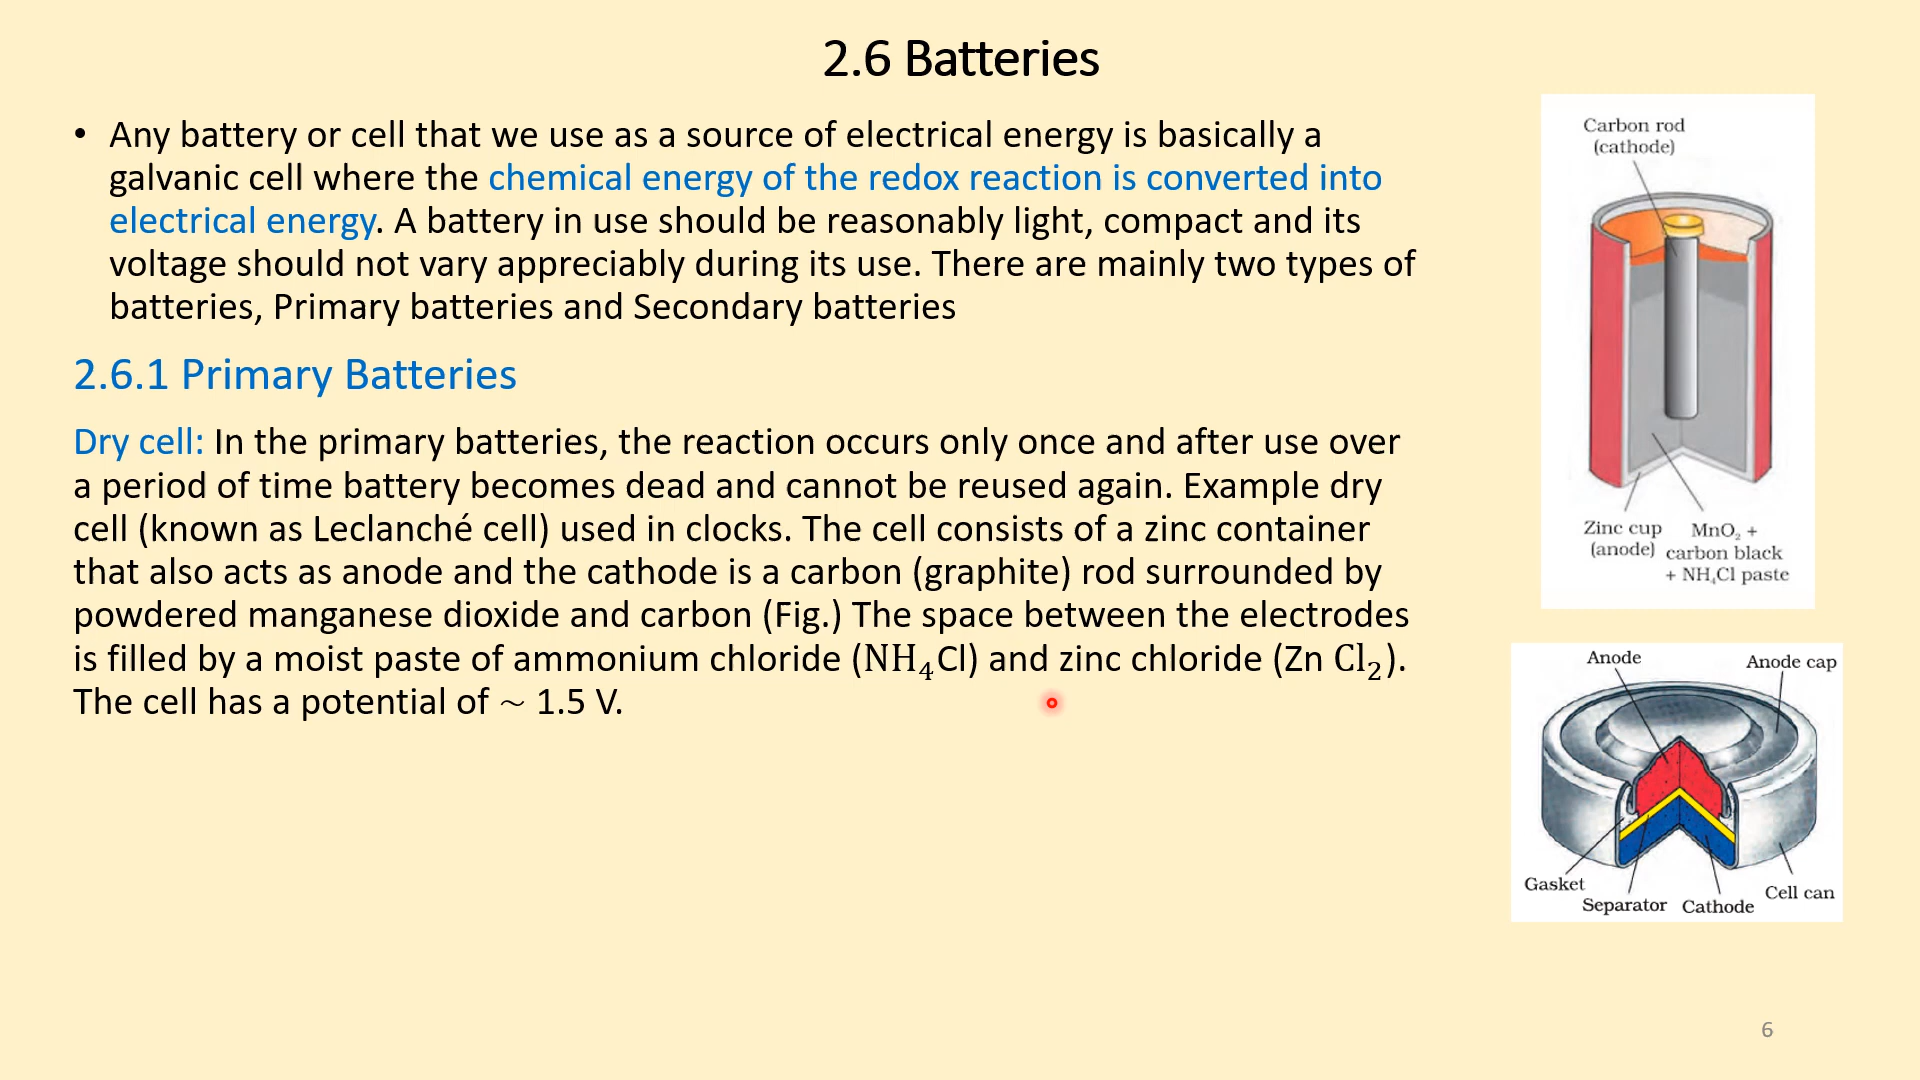 2.6 Batteries
• Any battery or cell that we use as a source of electrical energy is basically a
galvanic cell where the chemical energy of the redox reaction is converted into
electrical energy. A battery in use should be reasonably light, compact and its
voltage should not vary appreciably during its use. There are mainly two types of
batteries, Primary batteries and Secondary batteries
2.6.1 Primary Batteries
Dry cell: In the primary batteries, the reaction occurs only once and after use over
a period of time battery becomes dead and cannot be reused again. Example dry
cell (known as Leclanché cell) used in clocks. The cell consists of a zinc container
that also acts as anode and the cathode is a carbon (graphite) rod surrounded by
powdered manganese dioxide and carbon (Fig.) The space between the electrodes
is filled by a moist paste of ammonium chloride (NH₄Cl) and zinc chloride (Zn Cl₂).
The cell has a potential of ~ 1.5 V.
Carbon rod
(cathode)
Zinc cup
(anode)
MnO₂ +
carbon black
+ NH₄Cl paste
Anode
Anode cap
Gasket
Separator
Cathode
Cell can
6